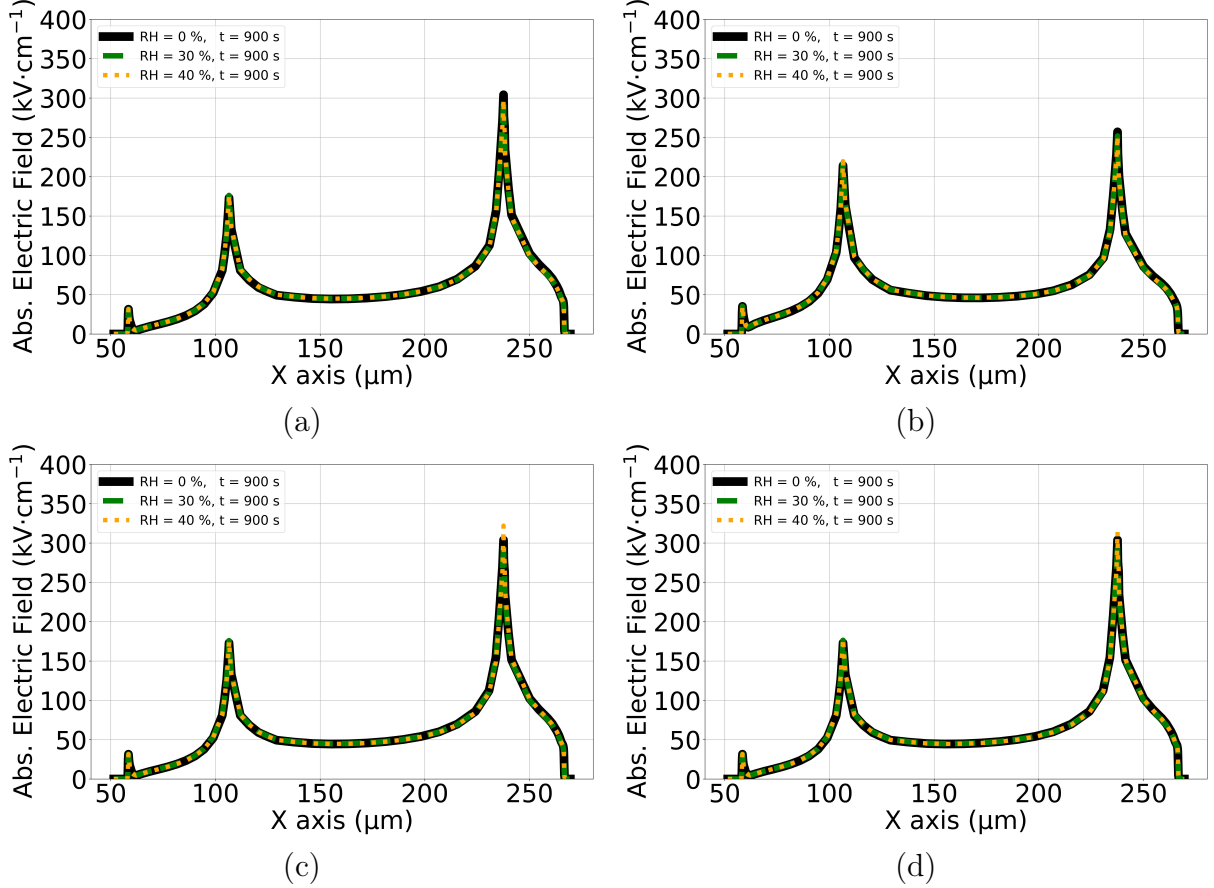 Abs. Electric Field (kV·cm⁻¹)
400
350
300
250
200
150
100
50
0
RH = 0 %, t = 900 s
RH = 30 %, t = 900 s
RH = 40 %, t = 900 s
50 100 150 200 250
X axis (µm)
(a)
Abs. Electric Field (kV·cm⁻¹)
400
350
300
250
200
150
100
50
0
RH = 0 %, t = 900 s
RH = 30 %, t = 900 s
RH = 40 %, t = 900 s
50 100 150 200 250
X axis (µm)
(b)
Abs. Electric Field (kV·cm⁻¹)
400
350
300
250
200
150
100
50
0
RH = 0 %, t = 900 s
RH = 30 %, t = 900 s
RH = 40 %, t = 900 s
50 100 150 200 250
X axis (µm)
(c)
Abs. Electric Field (kV·cm⁻¹)
400
350
300
250
200
150
100
50
0
RH = 0 %, t = 900 s
RH = 30 %, t = 900 s
RH = 40 %, t = 900 s
50 100 150 200 250
X axis (µm)
(d)